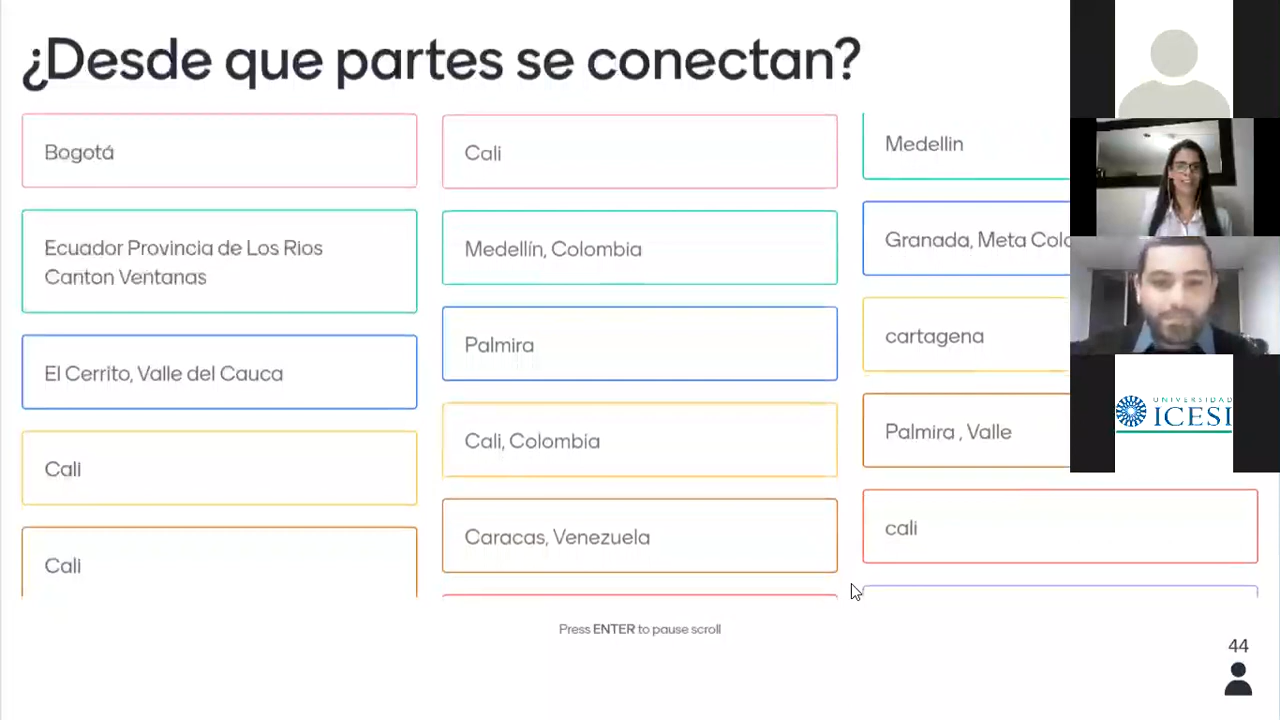 ¿Desde que partes se conectan?
Bogotá
Ecuador Provincia de Los Rios
Canton Ventanas
El Cerrito, Valle del Cauca
Cali
Cali
Cali
Medellín, Colombia
Palmira
Cali, Colombia
Caracas, Venezuela
Medellin
Granada, Meta Colo
cartagena
Palmira , Valle
cali
UNIVERSIDAD
ICESI
Press ENTER to pause scroll
44